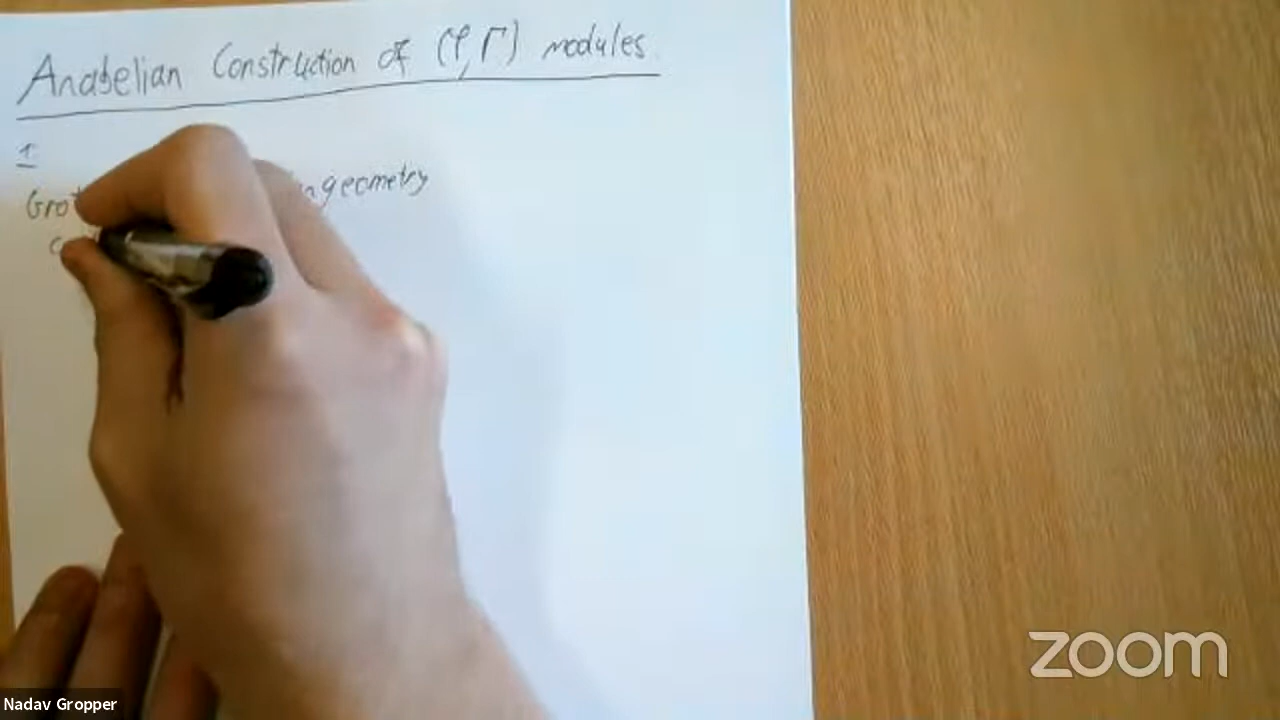 Anabelian Construction of (φ,Γ) modules.
1
geometry
zoom
Nadav Gropper